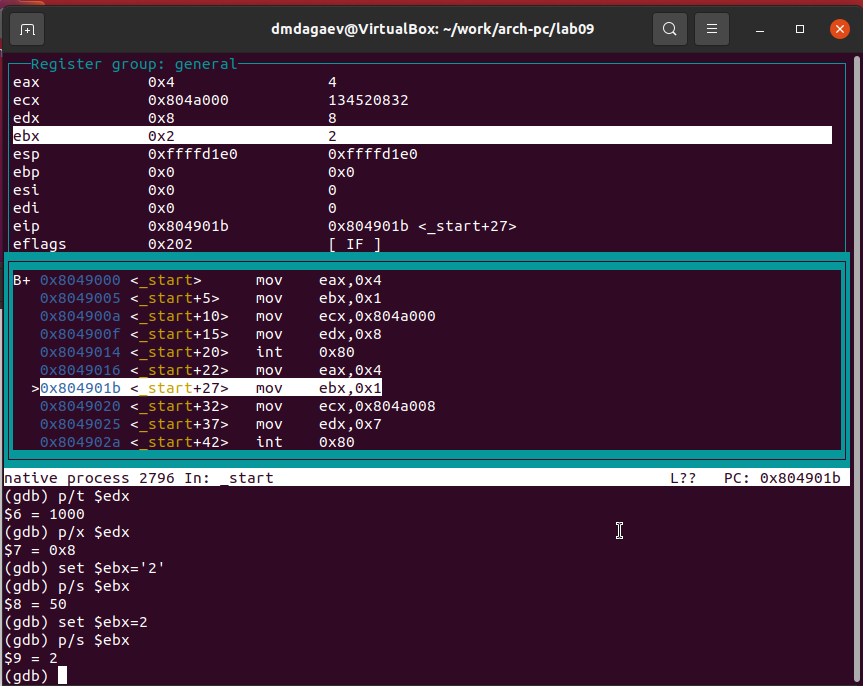 dmdagaev@VirtualBox: ~/work/arch-pc/lab09
Register group: general
eax 0x4 4
ecx 0x804a000 134520832
edx 0x8 8
ebx 0x2 2
esp 0xffffd1e0 0xffffd1e0
ebp 0x0 0x0
esi 0x0 0
edi 0x0 0
eip 0x804901b 0x804901b <_start+27>
eflags 0x202 [ IF ]
B+ 0x8049000 <_start> mov eax,0x4
0x8049005 <_start+5> mov ebx,0x1
0x804900a <_start+10> mov ecx,0x804a000
0x804900f <_start+15> mov edx,0x8
0x8049014 <_start+20> int 0x80
0x8049016 <_start+22> mov eax,0x4
>0x804901b <_start+27> mov ebx,0x1
0x8049020 <_start+32> mov ecx,0x804a008
0x8049025 <_start+37> mov edx,0x7
0x804902a <_start+42> int 0x80
native process 2796 In: _start L?? PC: 0x804901b
(gdb) p/t $edx
$6 = 1000
(gdb) p/x $edx
$7 = 0x8
(gdb) set $ebx='2'
(gdb) p/s $ebx
$8 = 50
(gdb) set $ebx=2
(gdb) p/s $ebx
$9 = 2
(gdb)